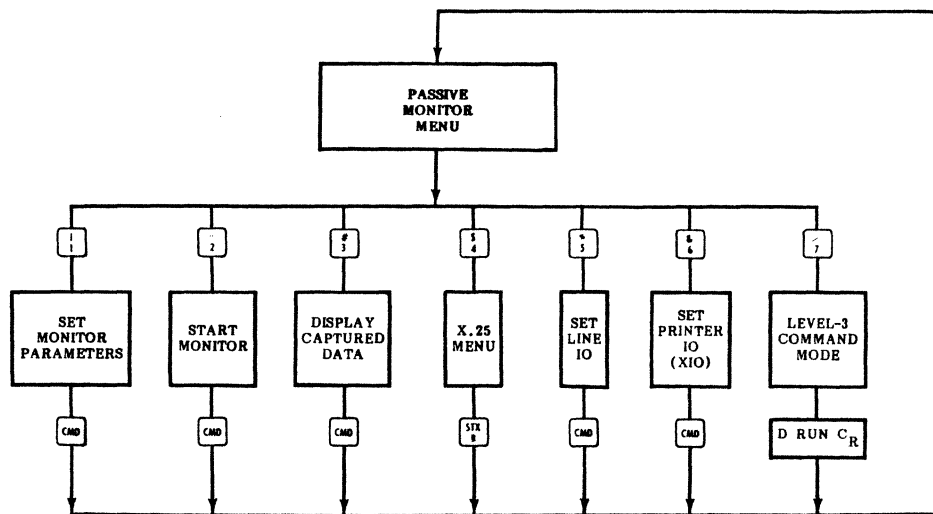 PASSIVE
MONITOR
MENU
!
1
"
2
#
3
$
4
%
5
&
6
'
7
SET
MONITOR
PARAMETERS
START
MONITOR
DISPLAY
CAPTURED
DATA
X.25
MENU
SET
LINE
IO
SET
PRINTER
IO
(XIO)
LEVEL-3
COMMAND
MODE
CMD
CMD
CMD
STX
B
CMD
CMD
D RUN CR